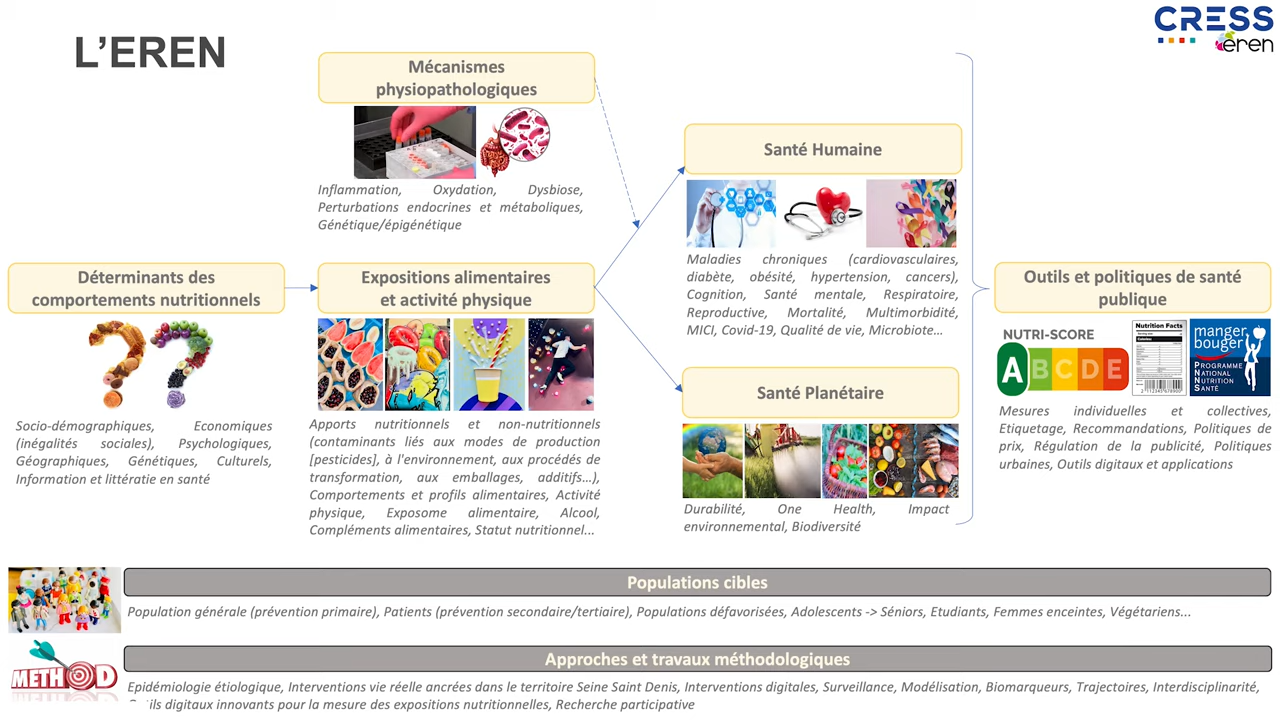 L'EREN
CRESS
eren
Mécanismes
physiopathologiques
Inflammation, Oxydation, Dysbiose,
Perturbations endocrines et métaboliques,
Génétique/épigénétique
Déterminants des
comportements nutritionnels
Socio-démographiques, Economiques
(inégalités sociales), Psychologiques,
Géographiques, Génétiques, Culturels,
Information et littératie en santé
Expositions alimentaires
et activité physique
Apports nutritionnels et non-nutritionnels
(contaminants liés aux modes de production
[pesticides], à l'environnement, aux procédés de
transformation, aux emballages, additifs...),
Comportements et profils alimentaires, Activité
physique, Exposome alimentaire, Alcool,
Compléments alimentaires, Statut nutritionnel...
Santé Humaine
Maladies chroniques (cardiovasculaires,
diabète, obésité, hypertension, cancers),
Cognition, Santé mentale, Respiratoire,
Reproductive, Mortalité, Multimorbidité,
MICI, Covid-19, Qualité de vie, Microbiote...
Santé Planétaire
Durabilité, One Health, Impact
environnemental, Biodiversité
Outils et politiques de santé
publique
NUTRI-SCORE
A B C D E
Nutrition Facts
Calories
manger
bouger
PROGRAMME
NATIONAL
NUTRITION
SANTÉ
Mesures individuelles et collectives,
Etiquetage, Recommandations, Politiques de
prix, Régulation de la publicité, Politiques
urbaines, Outils digitaux et applications
Populations cibles
Population générale (prévention primaire), Patients (prévention secondaire/tertiaire), Populations défavorisées, Adolescents -> Séniors, Etudiants, Femmes enceintes, Végétariens...
METHOD
Approches et travaux méthodologiques
Epidémiologie étiologique, Interventions vie réelle ancrées dans le territoire Seine Saint Denis, Interventions digitales, Surveillance, Modélisation, Biomarqueurs, Trajectoires, Interdisciplinarité,
Outils digitaux innovants pour la mesure des expositions nutritionnelles, Recherche participative